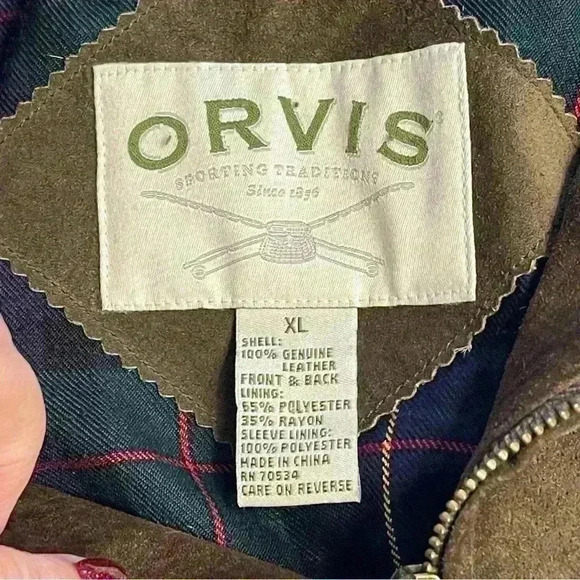 ORVIS
SPORTING TRADITIONS
Since 1856
XL
SHELL:
100% GENUINE
LEATHER
FRONT & BACK
LINING:
65% POLYESTER
35% RAYON
SLEEVE LINING:
100% POLYESTER
MADE IN CHINA
RN 70534
CARE ON REVERSE